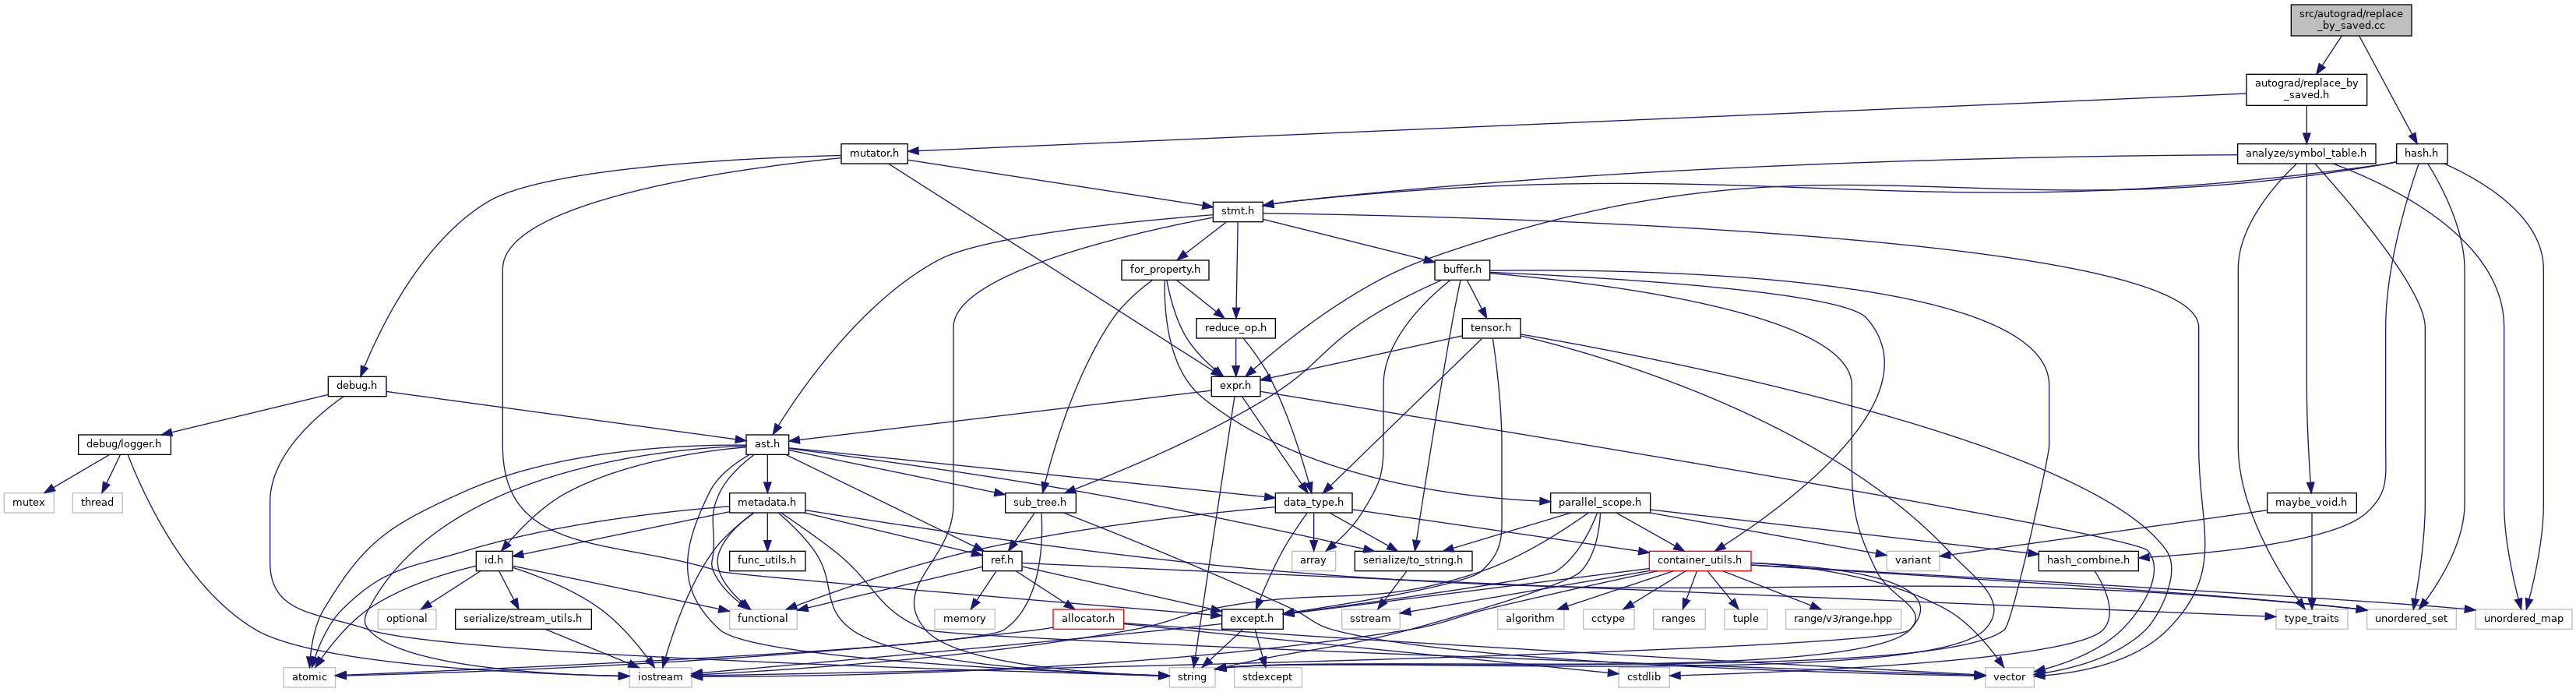 src/autograd/replace
_by_saved.cc
autograd/replace_by
_saved.h
mutator.h
analyze/symbol_table.h
hash.h
stmt.h
for_property.h
buffer.h
reduce_op.h
tensor.h
debug.h
expr.h
debug/logger.h
ast.h
mutex
thread
metadata.h
sub_tree.h
data_type.h
parallel_scope.h
maybe_void.h
id.h
func_utils.h
ref.h
array
serialize/to_string.h
container_utils.h
variant
hash_combine.h
optional
serialize/stream_utils.h
functional
memory
allocator.h
except.h
sstream
algorithm
cctype
ranges
tuple
range/v3/range.hpp
type_traits
unordered_set
unordered_map
atomic
iostream
string
stdexcept
cstdlib
vector